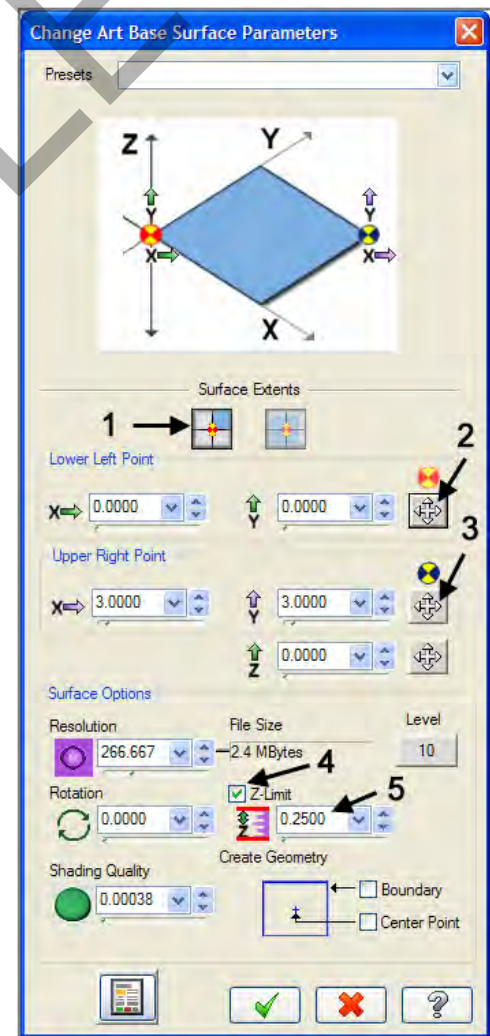 Change Art Base Surface Parameters
Presets
Z Y
Y Y
X X
X
Surface Extents
1
Lower Left Point
2
X 0.0000 Y 0.0000
3
Upper Right Point
X 3.0000 Y 3.0000
Z 0.0000
Surface Options
Resolution File Size Level
266.667 2.4 MBytes 10
4
Rotation Z-Limit 5
0.0000 Z 0.2500
Shading Quality Create Geometry
0.00038 Boundary
Center Point
?